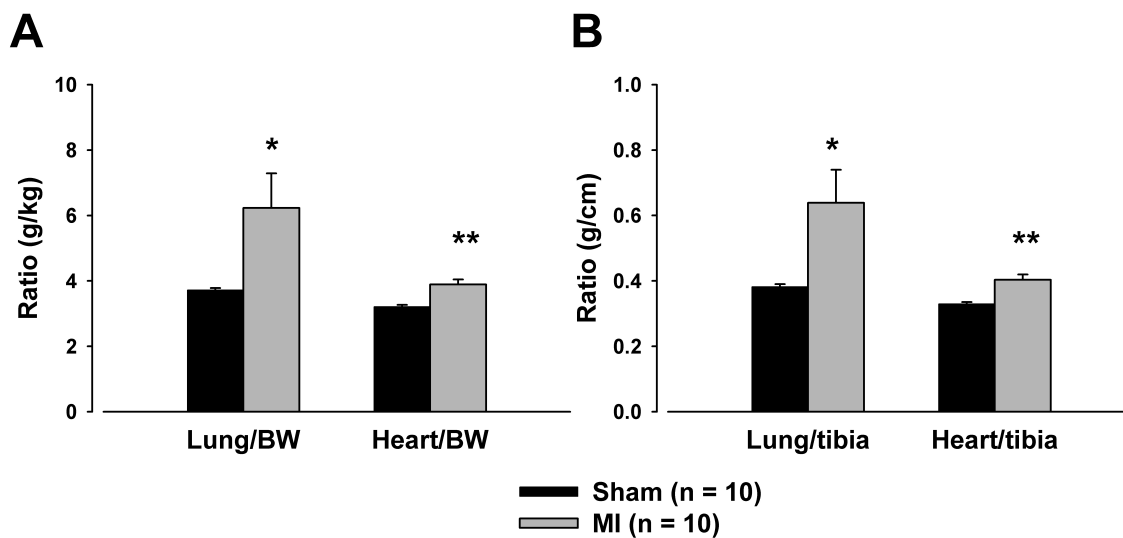 A
10
8
6
4
2
0
Ratio (g/kg)
*
**
Lung/BW Heart/BW
B
1.0
0.8
0.6
0.4
0.2
0.0
Ratio (g/cm)
*
**
Lung/tibia Heart/tibia
Sham (n = 10)
MI (n = 10)